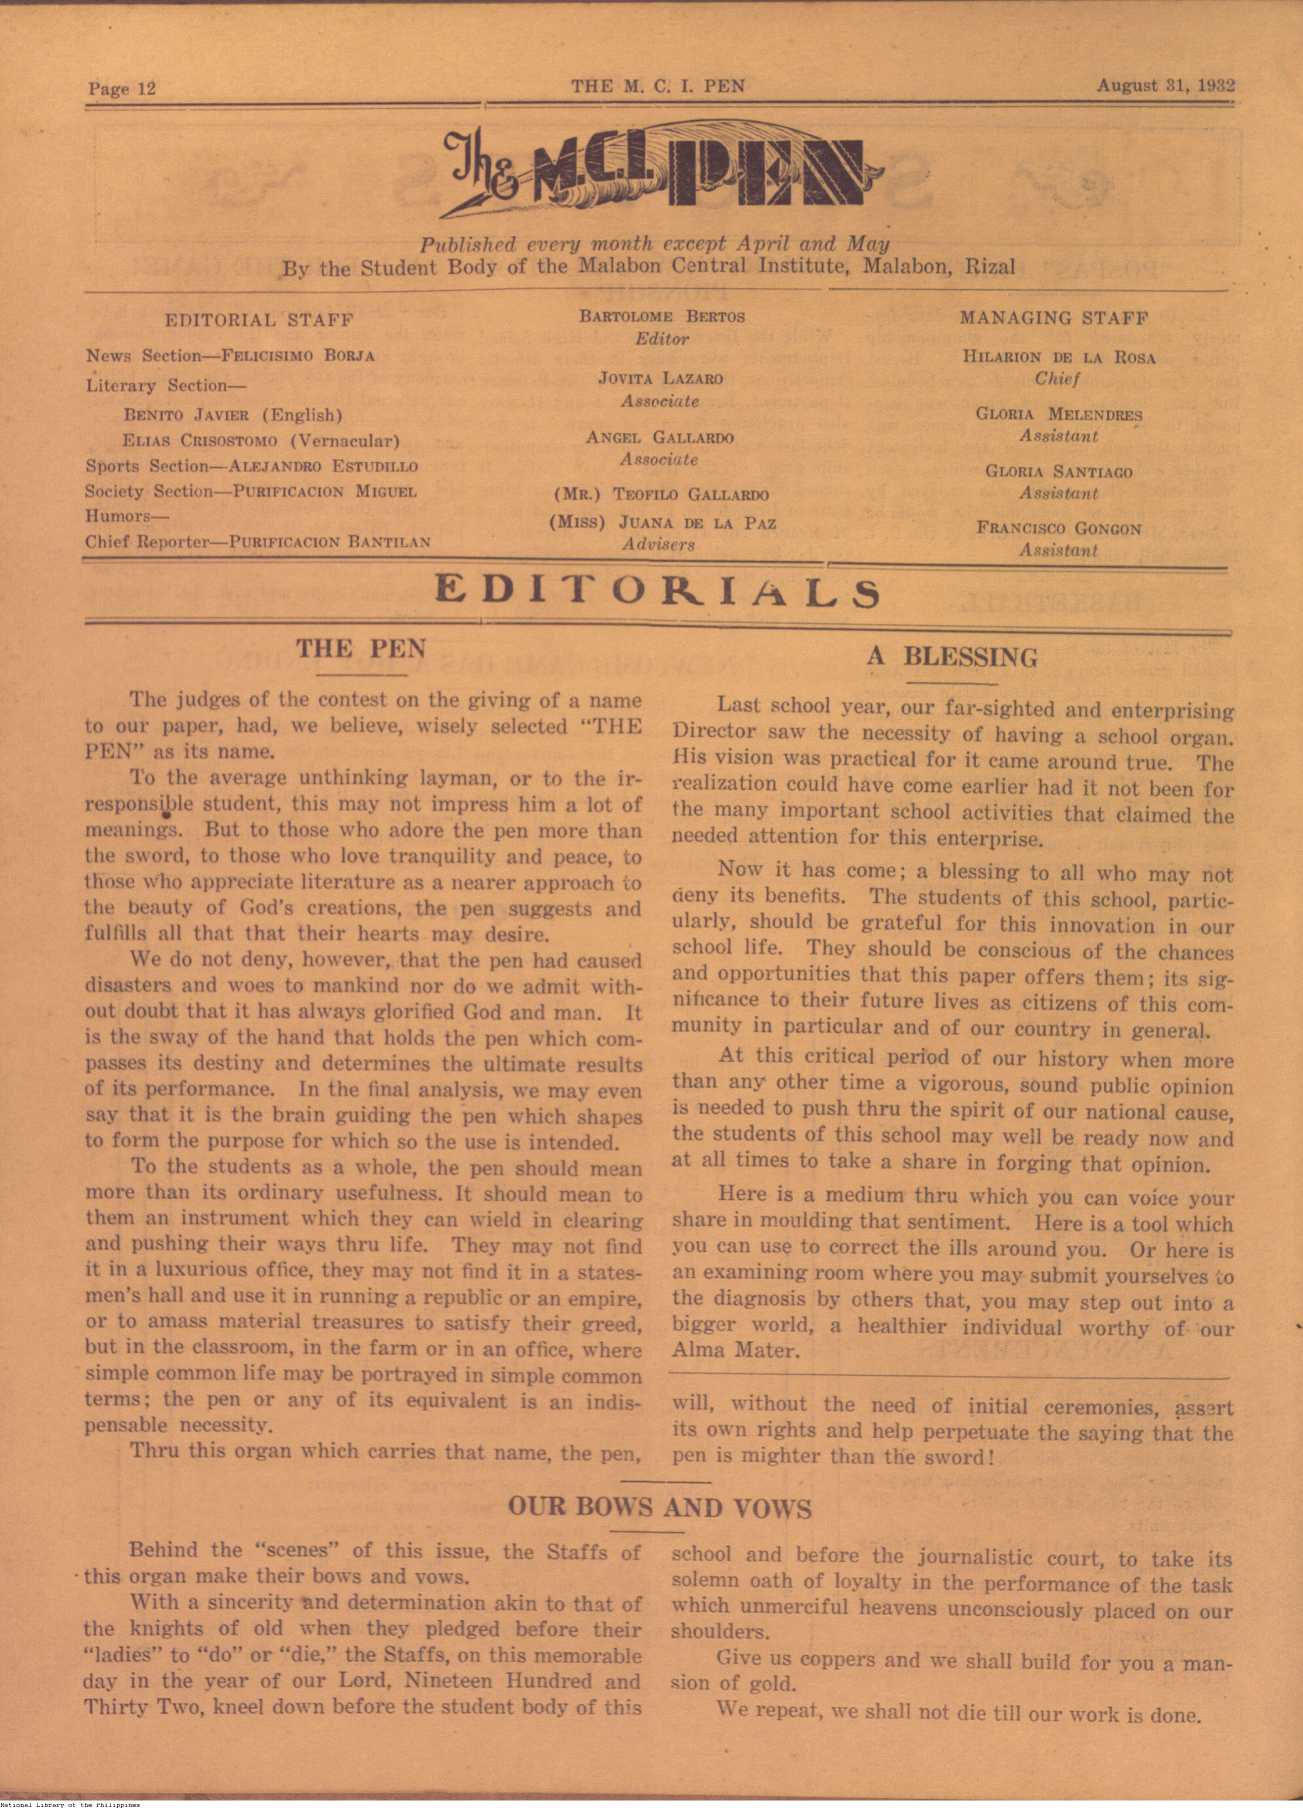 Page 12
THE M. C. I. PEN
August 31, 1932
The M.C.I. PEN
Published every month except April and May
By the Student Body of the Malabon Central Institute, Malabon, Rizal
EDITORIAL STAFF
News Section—FELICISIMO BORJA
Literary Section—
BENITO JAVIER (English)
ELIAS CRISOSTOMO (Vernacular)
Sports Section—ALEJANDRO ESTUDILLO
Society Section—PURIFICACION MIGUEL
Humors—
Chief Reporter—PURIFICACION BANTILAN
BARTOLOME BERTOS
Editor
JOVITA LAZARO
Associate
ANGEL GALLARDO
Associate
(MR.) TEOFILO GALLARDO
(MISS) JUANA DE LA PAZ
Advisers
MANAGING STAFF
HILARION DE LA ROSA
Chief
GLORIA MELENDRES
Assistant
GLORIA SANTIAGO
Assistant
FRANCISCO GONGON
Assistant
EDITORIALS
THE PEN
The judges of the contest on the giving of a name
to our paper, had, we believe, wisely selected “THE
PEN” as its name.
To the average unthinking layman, or to the ir-
responsible student, this may not impress him a lot of
meanings. But to those who adore the pen more than
the sword, to those who love tranquility and peace, to
those who appreciate literature as a nearer approach to
the beauty of God's creations, the pen suggests and
fulfills all that that their hearts may desire.
We do not deny, however, that the pen had caused
disasters and woes to mankind nor do we admit with-
out doubt that it has always glorified God and man. It
is the sway of the hand that holds the pen which com-
passes its destiny and determines the ultimate results
of its performance. In the final analysis, we may even
say that it is the brain guiding the pen which shapes
to form the purpose for which so the use is intended.
To the students as a whole, the pen should mean
more than its ordinary usefulness. It should mean to
them an instrument which they can wield in clearing
and pushing their ways thru life. They may not find
it in a luxurious office, they may not find it in a states-
men's hall and use it in running a republic or an empire,
or to amass material treasures to satisfy their greed,
but in the classroom, in the farm or in an office, where
simple common life may be portrayed in simple common
terms; the pen or any of its equivalent is an indis-
pensable necessity.
Thru this organ which carries that name, the pen,
A BLESSING
Last school year, our far-sighted and enterprising
Director saw the necessity of having a school organ.
His vision was practical for it came around true. The
realization could have come earlier had it not been for
the many important school activities that claimed the
needed attention for this enterprise.
Now it has come; a blessing to all who may not
deny its benefits. The students of this school, partic-
ularly, should be grateful for this innovation in our
school life. They should be conscious of the chances
and opportunities that this paper offers them; its sig-
nificance to their future lives as citizens of this com-
munity in particular and of our country in general.
At this critical period of our history when more
than any other time a vigorous, sound public opinion
is needed to push thru the spirit of our national cause,
the students of this school may well be ready now and
at all times to take a share in forging that opinion.
Here is a medium thru which you can voice your
share in moulding that sentiment. Here is a tool which
you can use to correct the ills around you. Or here is
an examining room where you may submit yourselves to
the diagnosis by others that, you may step out into a
bigger world, a healthier individual worthy of our
Alma Mater.
will, without the need of initial ceremonies, assert
its own rights and help perpetuate the saying that the
pen is mighter than the sword!
OUR BOWS AND VOWS
Behind the “scenes” of this issue, the Staffs of
this organ make their bows and vows.
With a sincerity and determination akin to that of
the knights of old when they pledged before their
“ladies” to “do” or “die,” the Staffs, on this memorable
day in the year of our Lord, Nineteen Hundred and
Thirty Two, kneel down before the student body of this
school and before the journalistic court, to take its
solemn oath of loyalty in the performance of the task
which unmerciful heavens unconsciously placed on our
shoulders.
Give us coppers and we shall build for you a man-
sion of gold.
We repeat, we shall not die till our work is done.
National Library of the Philippines